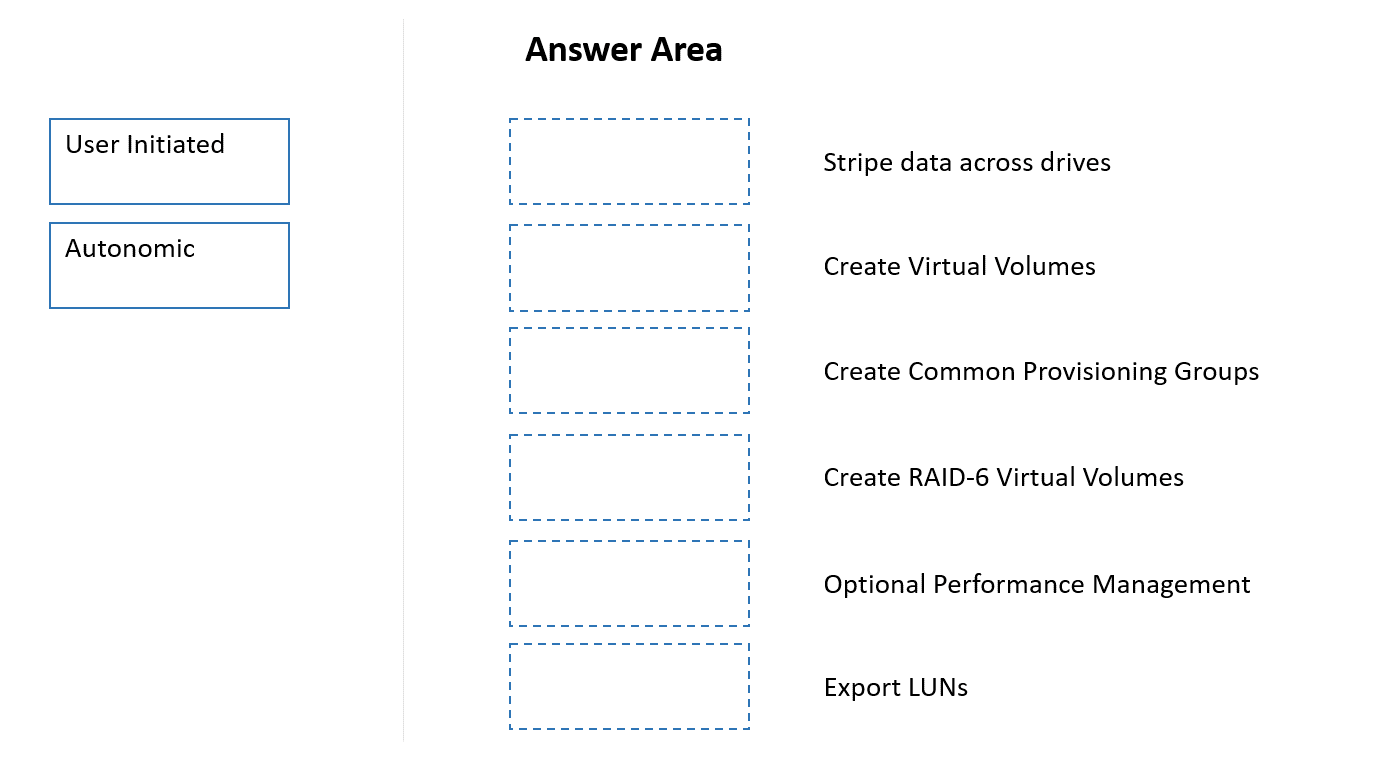 Answer Area
User Initiated
Autonomic
Stripe data across drives
Create Virtual Volumes
Create Common Provisioning Groups
Create RAID-6 Virtual Volumes
Optional Performance Management
Export LUNs